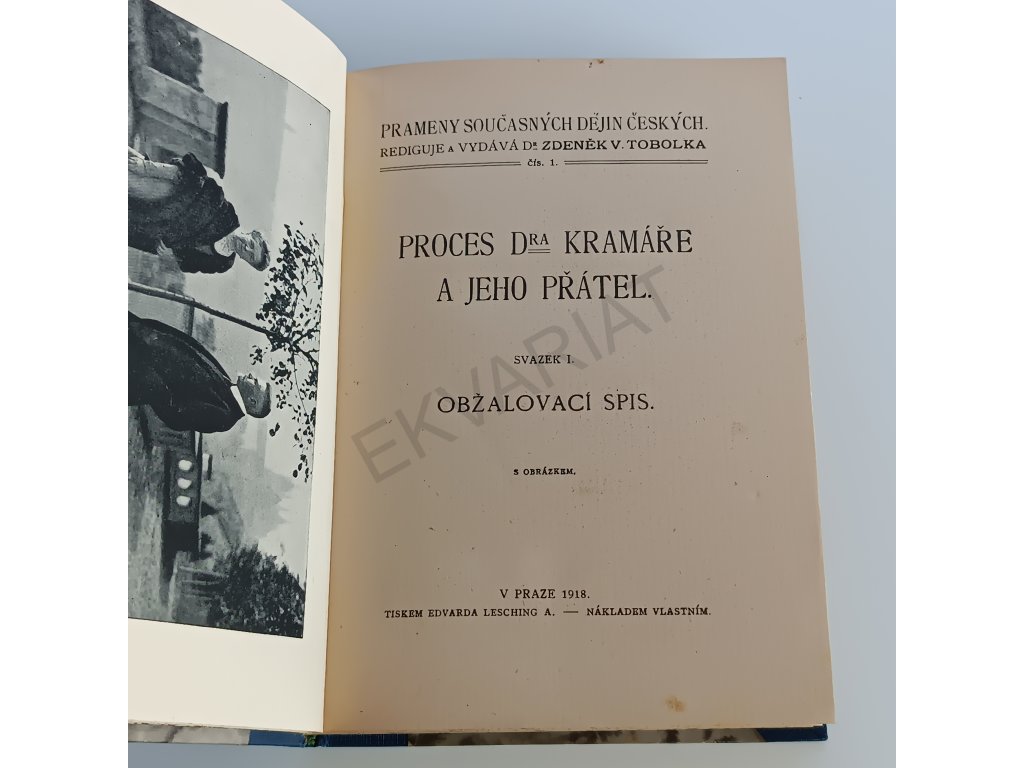 PRAMENY SOUČASNÝCH DĚJIN ČESKÝCH.
REDIGUJE A VYDÁVÁ DR ZDENĚK V. TOBOLKA
čís. 1.
PROCES DRA KRAMÁŘE
A JEHO PŘÁTEL.
SVAZEK I.
OBŽALOVACÍ SPIS.
S OBRÁZKEM.
V PRAZE 1918.
TISKEM EDVARDA LESCHING A. — NÁKLADEM VLASTNÍM.
EKVARIAT